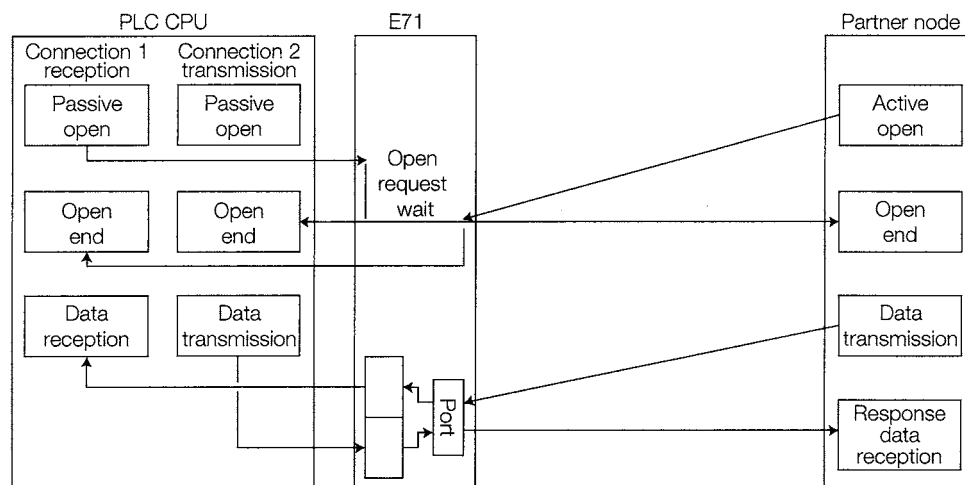 PLC CPU
E71
Partner node
Connection 1
reception
Connection 2
transmission
Passive
open
Passive
open
Active
open
Open
request
wait
Open
end
Open
end
Open
end
Data
reception
Data
transmission
Data
transmission
Port
Response
data
reception